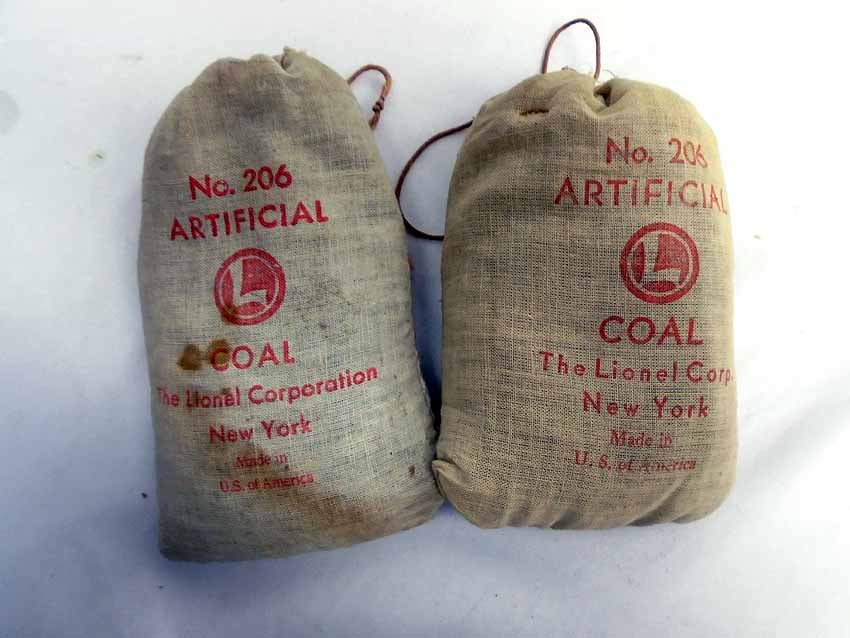 No. 206
ARTIFICIAL
L
COAL
The Lionel Corporation
New York
Made in
U.S. of America
No. 206
ARTIFICIAL
L
COAL
The Lionel Corp.
New York
Made in
U. S. of America